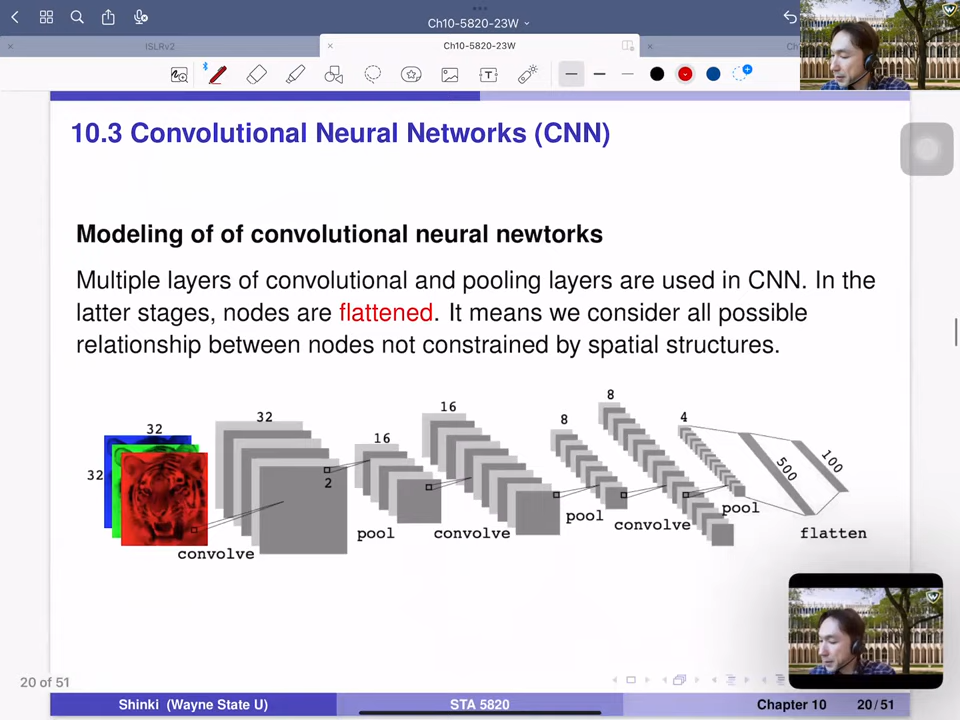 Ch10-5820-23W
ISLRv2
Ch10-5820-23W
Ch
10.3 Convolutional Neural Networks (CNN)
Modeling of of convolutional neural newtorks
Multiple layers of convolutional and pooling layers are used in CNN. In the
latter stages, nodes are flattened. It means we consider all possible
relationship between nodes not constrained by spatial structures.
32
32
32
2
16
16
8
8
4
500
100
convolve
pool
convolve
pool
convolve
pool
flatten
20 of 51
Shinki (Wayne State U)
STA 5820
Chapter 10
20/51